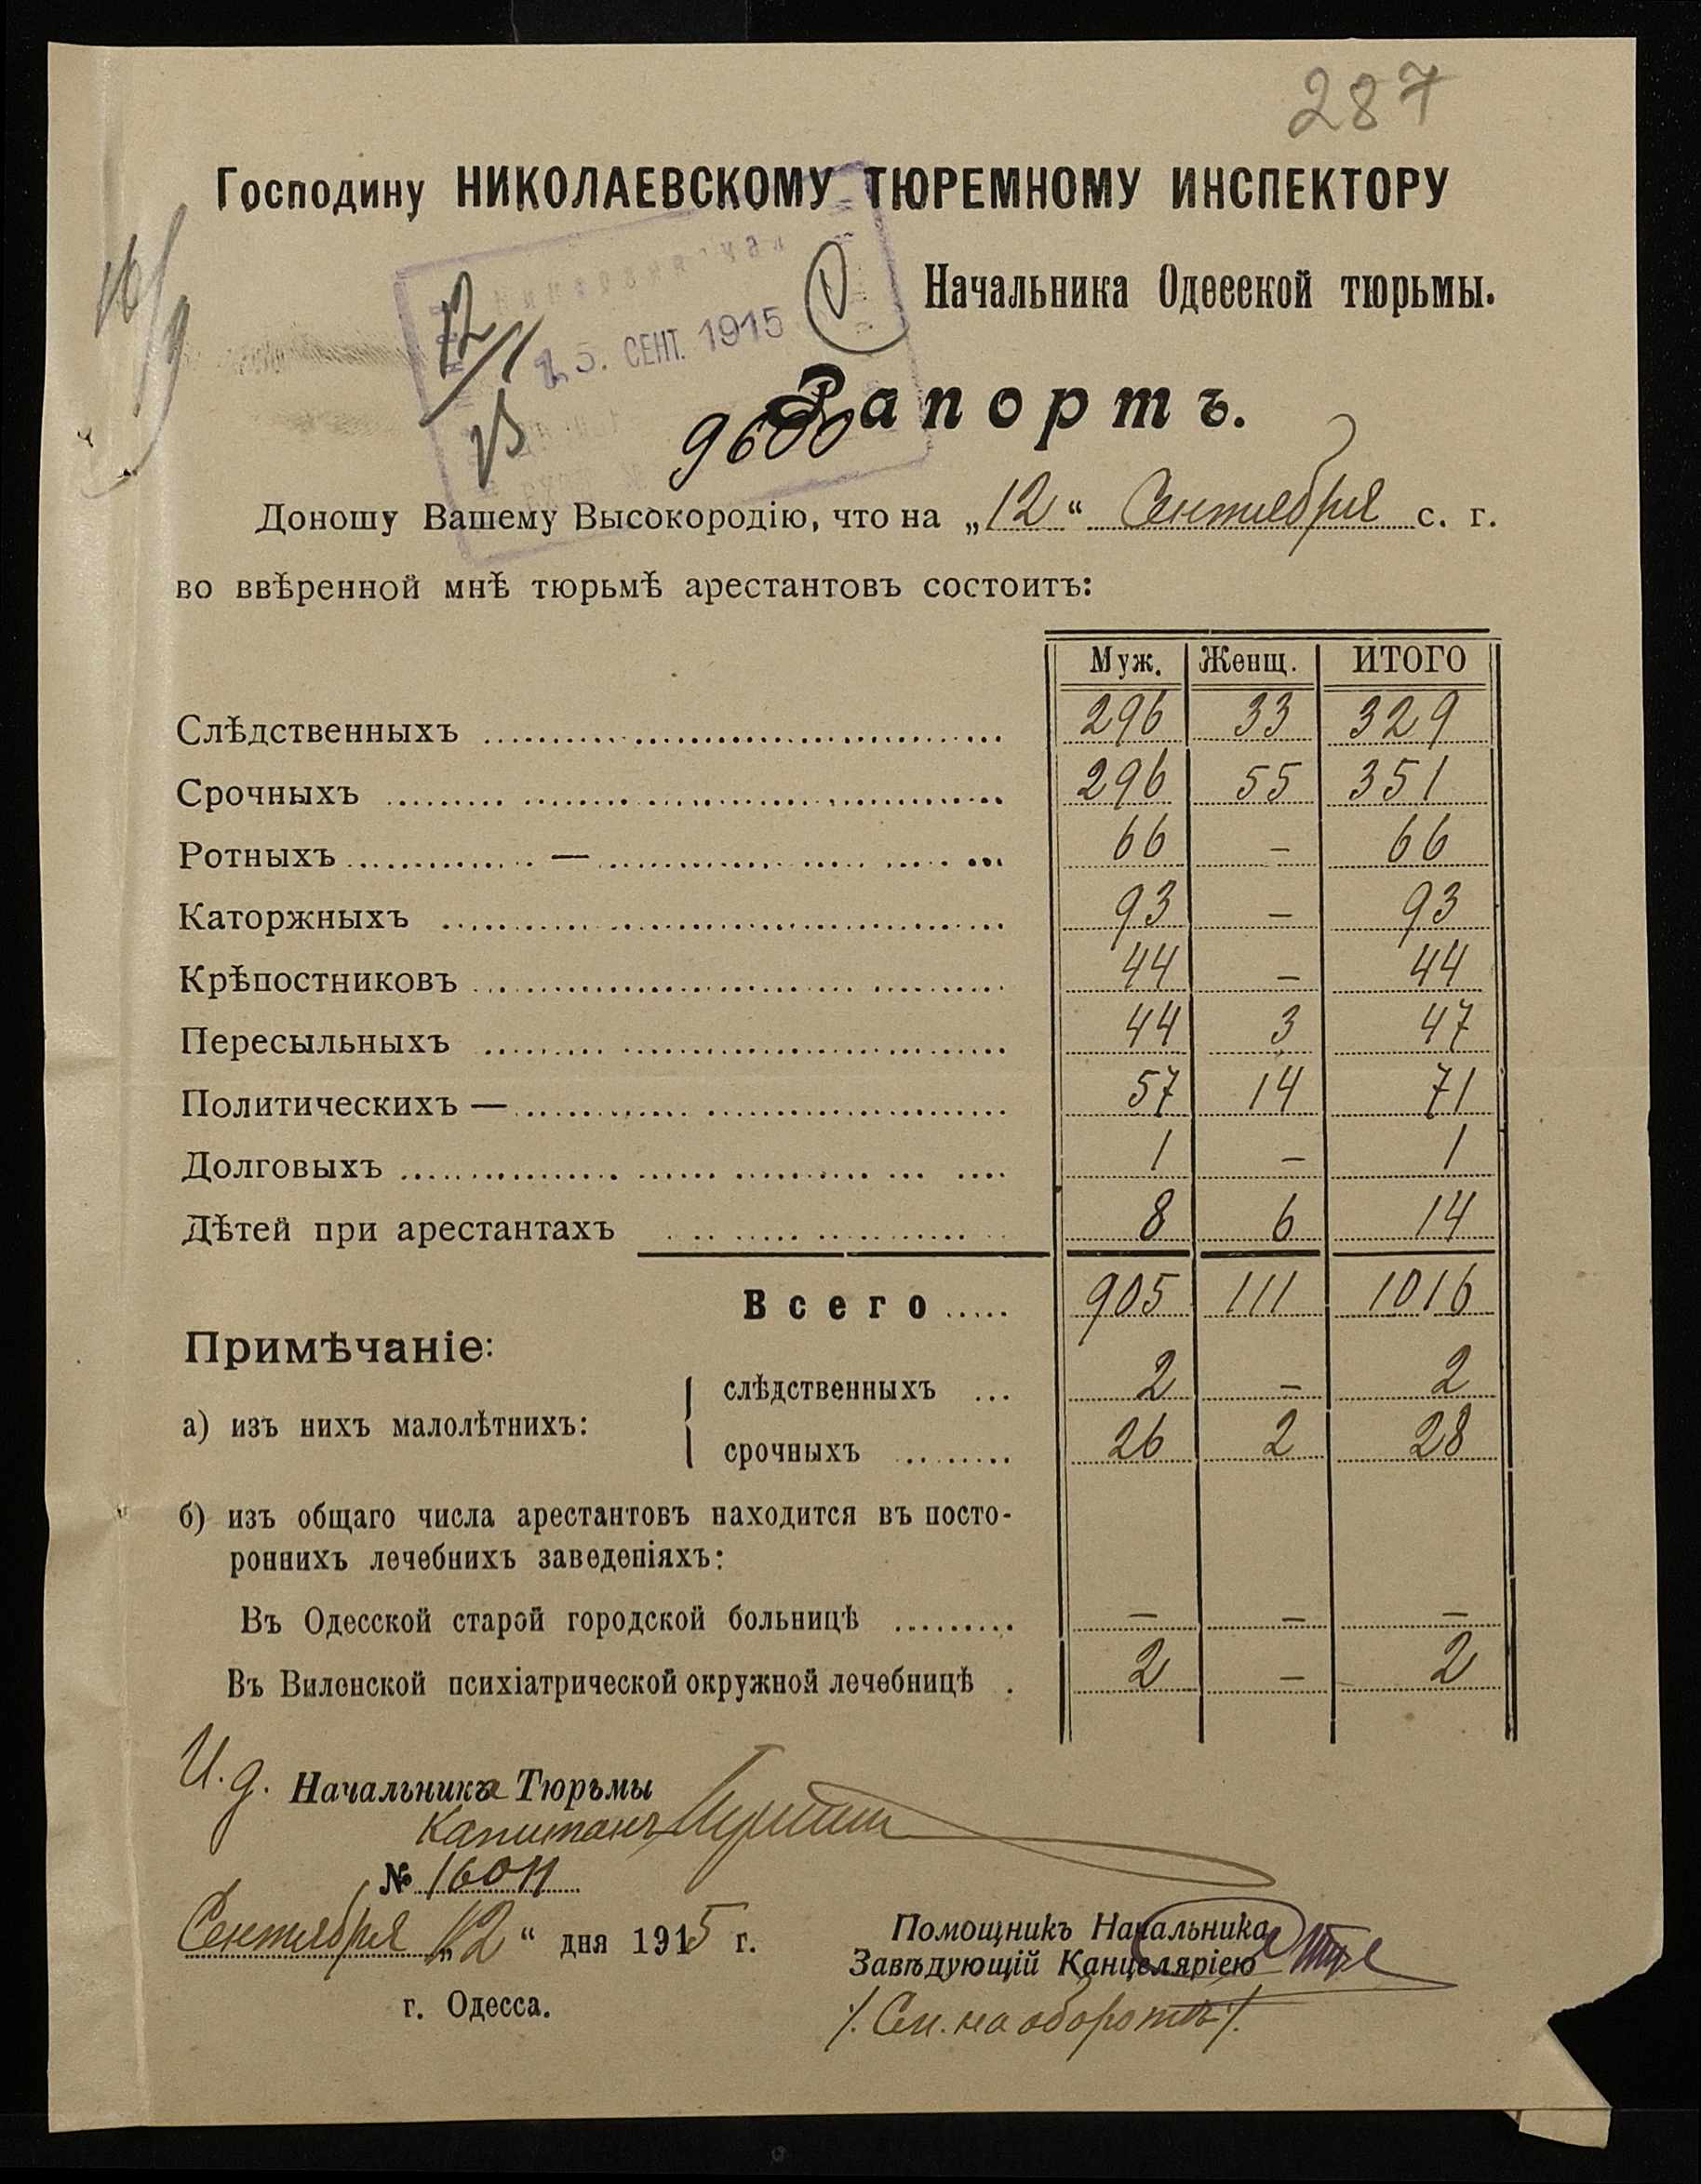 287
Господину НИКОЛАЕВСКОМУ ТЮРЕМНОМУ ИНСПЕКТОРУ
16/9
Начальника Одесской тюрьмы.
15. СЕНТ. 1915
Рапортъ.
9600
Доношу Вашему Высокородію, что на „12“ Сентября с. г.
во ввѣренной мнѣ тюрьмѣ арестантовъ состоитъ:
Муж. Женщ. ИТОГО
Слѣдственныхъ 296 33 329
Срочныхъ 296 55 351
Ротныхъ — 66 – 66
Каторжныхъ 93 – 93
Крѣпостниковъ 44 – 44
Пересыльныхъ 44 3 47
Политическихъ — 57 14 71
Долговыхъ 1 – 1
Дѣтей при арестантахъ 8 6 14
Всего 905 111 1016
Примѣчаніе:
а) изъ нихъ малолѣтнихъ:
слѣдственныхъ 2 – 2
срочныхъ 26 2 28
б) изъ общаго числа арестантовъ находится въ посто-
роннихъ лечебнихъ заведеніяхъ:
Въ Одесской старой городской больницѣ – – –
Въ Виленской психіатрической окружной лечебницѣ 2 – 2
И. д. Начальника Тюрьмы
Капитанъ
№ 16011
Сентября „12“ дня 1915 г.
Помощникъ Начальника
Завѣдующій Канцеляріею
г. Одесса.
/. См. на оборотѣ /.